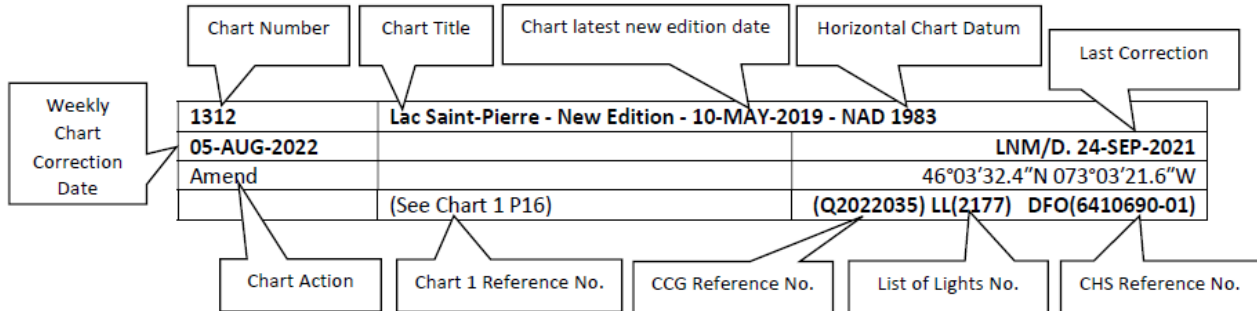 Chart Number
Chart Title
Chart latest new edition date
Horizontal Chart Datum
Last Correction
Weekly
Chart
Correction
Date
1312 Lac Saint-Pierre - New Edition - 10-MAY-2019 - NAD 1983
05-AUG-2022 LNM/D. 24-SEP-2021
Amend 46°03′32.4″N 073°03′21.6″W
(See Chart 1 P16) (Q2022035) LL(2177) DFO(6410690-01)
Chart Action
Chart 1 Reference No.
CCG Reference No.
List of Lights No.
CHS Reference No.